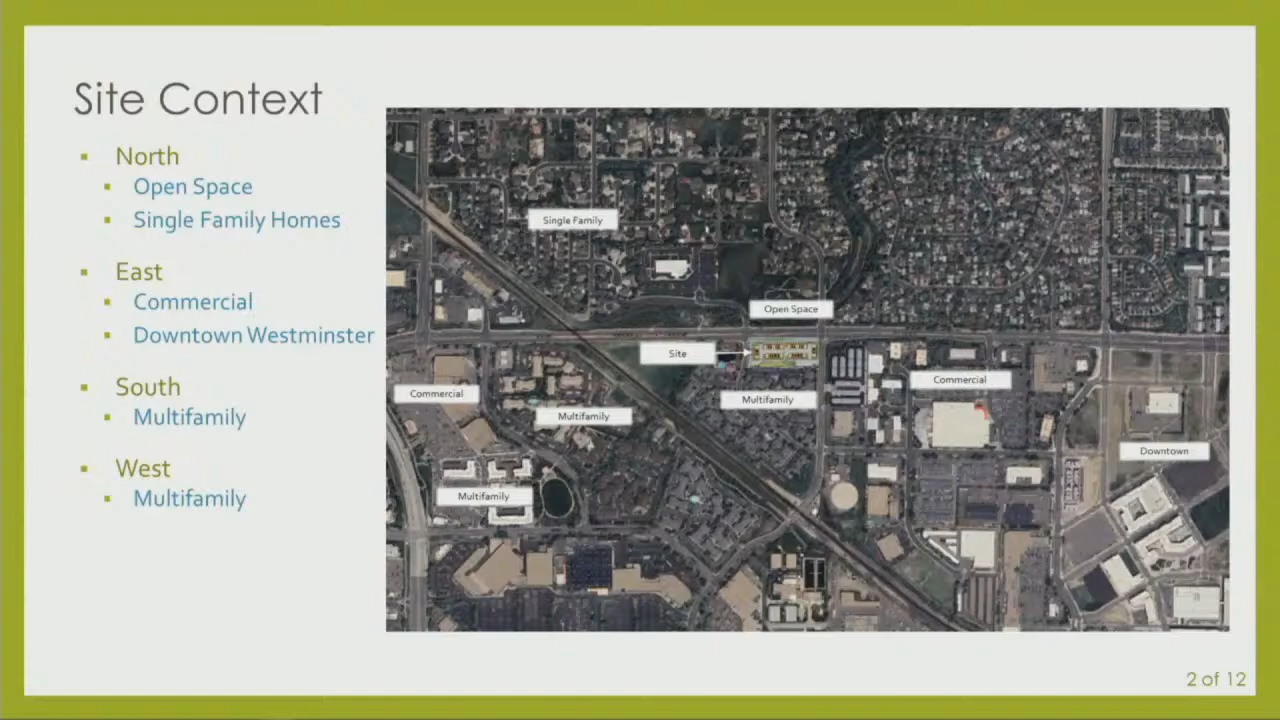 Site Context
North
Open Space
Single Family Homes
East
Commercial
Downtown Westminster
South
Multifamily
West
Multifamily
Single Family
Open Space
Site
Commercial
Commercial
Multifamily
Multifamily
Downtown
Multifamily
2 of 12